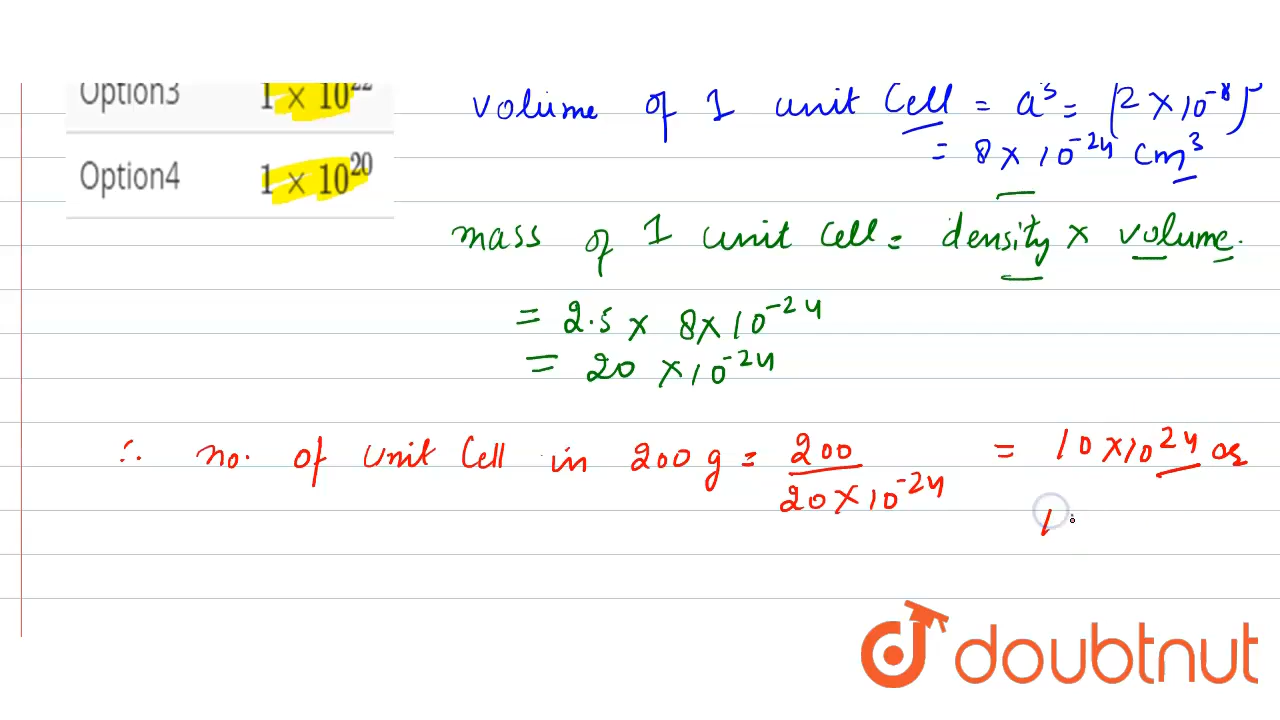 Option3 1 × 10²²
Option4 1 × 10²⁰
Volume of 1 unit Cell = a³ = (2 × 10⁻⁸)³
= 8 × 10⁻²⁴ cm³
mass of 1 unit cell = density × volume.
= 2.5 × 8 × 10⁻²⁴
= 20 × 10⁻²⁴
∴ no. of unit Cell in 200 g = 200 / 20 × 10⁻²⁴ = 10 × 10²⁴ or
1
doubtnut